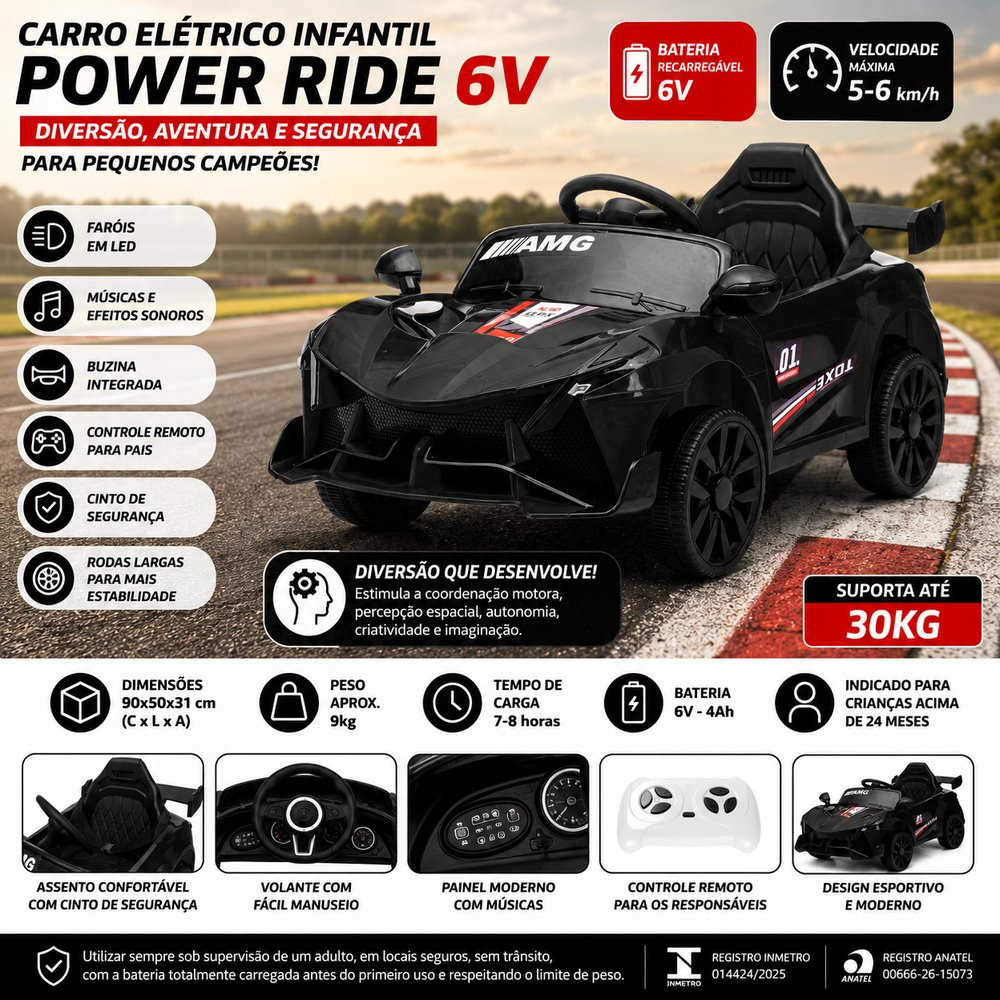 CARRO ELÉTRICO INFANTIL
POWER RIDE 6V
DIVERSÃO, AVENTURA E SEGURANÇA
PARA PEQUENOS CAMPEÕES!
BATERIA
RECARREGÁVEL
6V
VELOCIDADE
MÁXIMA
5-6 km/h
FARÓIS
EM LED
MÚSICAS E
EFEITOS SONOROS
BUZINA
INTEGRADA
CONTROLE REMOTO
PARA PAIS
CINTO DE
SEGURANÇA
RODAS LARGAS
PARA MAIS
ESTABILIDADE
AMG
.01.
EXOT
DIVERSÃO QUE DESENVOLVE!
Estimula a coordenação motora,
percepção espacial, autonomia,
criatividade e imaginação.
SUPORTA ATÉ
30KG
DIMENSÕES
90x50x31 cm
(C x L x A)
PESO
APROX.
9kg
TEMPO DE
CARGA
7-8 horas
BATERIA
6V - 4Ah
INDICADO PARA
CRIANÇAS ACIMA
DE 24 MESES
AMG
ASSENTO CONFORTÁVEL
COM CINTO DE SEGURANÇA
VOLANTE COM
FÁCIL MANUSEIO
PAINEL MODERNO
COM MÚSICAS
CONTROLE REMOTO
PARA OS RESPONSÁVEIS
DESIGN ESPORTIVO
E MODERNO
Utilizar sempre sob supervisão de um adulto, em locais seguros, sem trânsito,
com a bateria totalmente carregada antes do primeiro uso e respeitando o limite de peso.
INMETRO
REGISTRO INMETRO
014424/2025
ANATEL
REGISTRO ANATEL
00666-26-15073